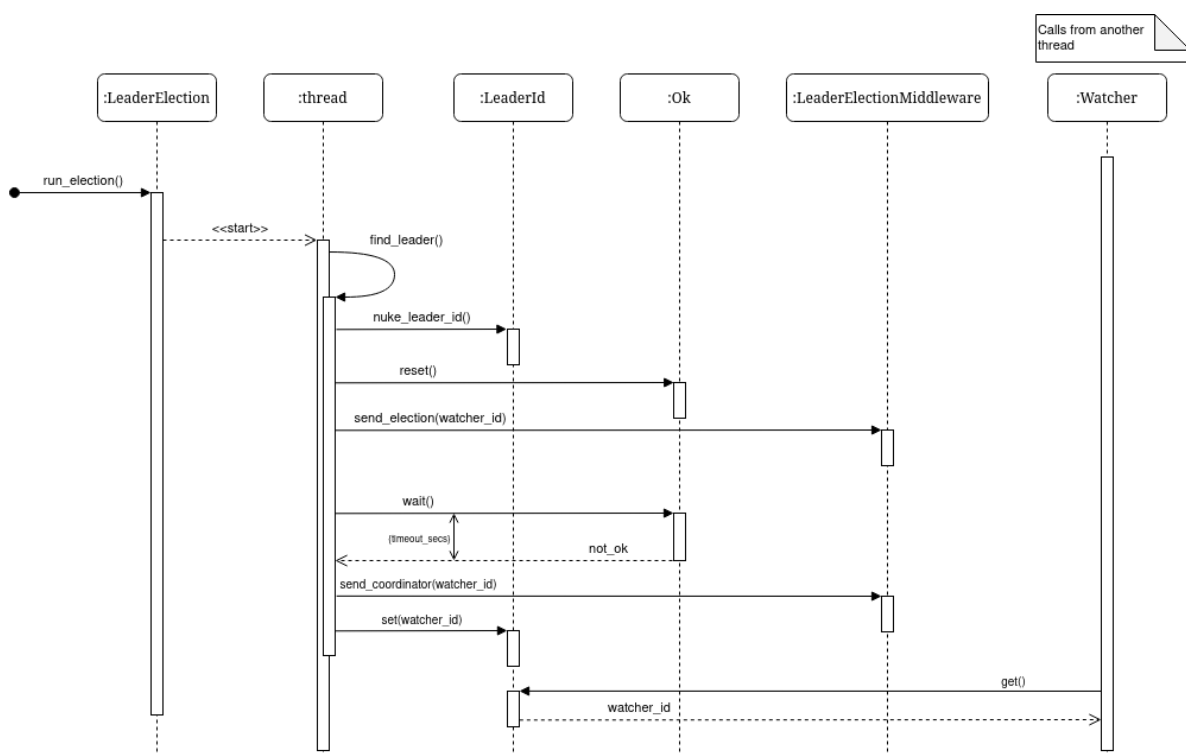 Calls from another
thread
:LeaderElection
:thread
:LeaderId
:Ok
:LeaderElectionMiddleware
:Watcher
run_election()
<<start>>
find_leader()
nuke_leader_id()
reset()
send_election(watcher_id)
wait()
{timeout_secs}
not_ok
send_coordinator(watcher_id)
set(watcher_id)
get()
watcher_id